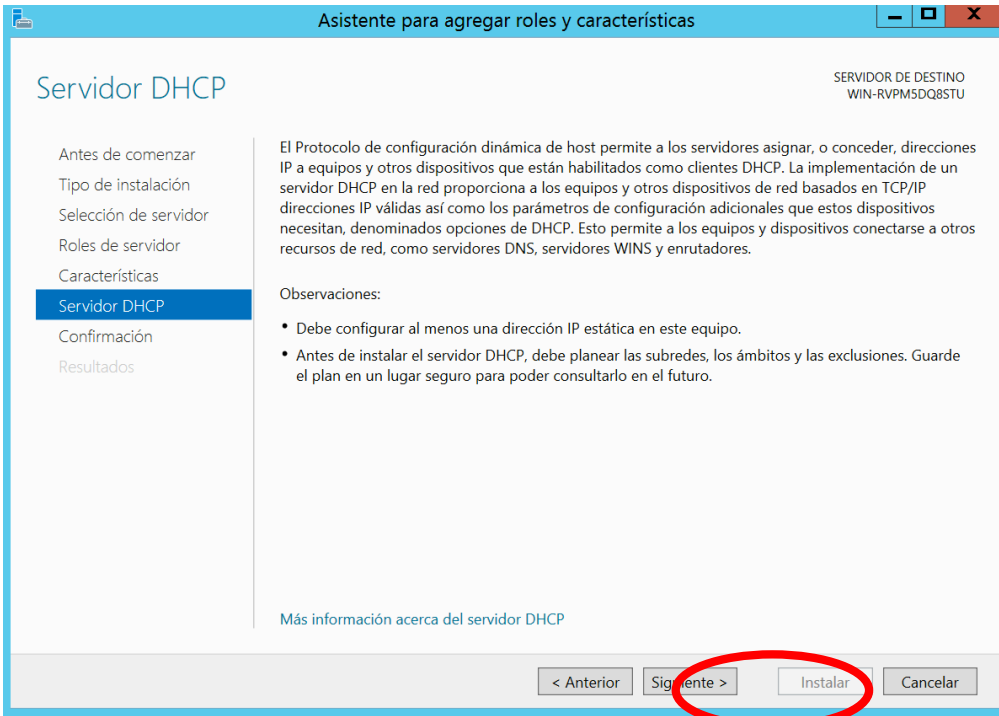 Asistente para agregar roles y características
Servidor DHCP
SERVIDOR DE DESTINO
WIN-RVPM5DQ8STU
Antes de comenzar
Tipo de instalación
Selección de servidor
Roles de servidor
Características
Servidor DHCP
Confirmación
Resultados
El Protocolo de configuración dinámica de host permite a los servidores asignar, o conceder, direcciones
IP a equipos y otros dispositivos que están habilitados como clientes DHCP. La implementación de un
servidor DHCP en la red proporciona a los equipos y otros dispositivos de red basados en TCP/IP
direcciones IP válidas así como los parámetros de configuración adicionales que estos dispositivos
necesitan, denominados opciones de DHCP. Esto permite a los equipos y dispositivos conectarse a otros
recursos de red, como servidores DNS, servidores WINS y enrutadores.
Observaciones:
• Debe configurar al menos una dirección IP estática en este equipo.
• Antes de instalar el servidor DHCP, debe planear las subredes, los ámbitos y las exclusiones. Guarde
el plan en un lugar seguro para poder consultarlo en el futuro.
Más información acerca del servidor DHCP
< Anterior
Siguiente >
Instalar
Cancelar